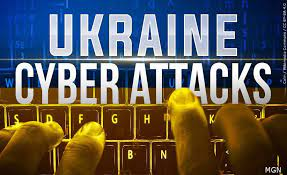 UKRAINE
CYBER ATTACKS
S D F G H K L
B N
MGN